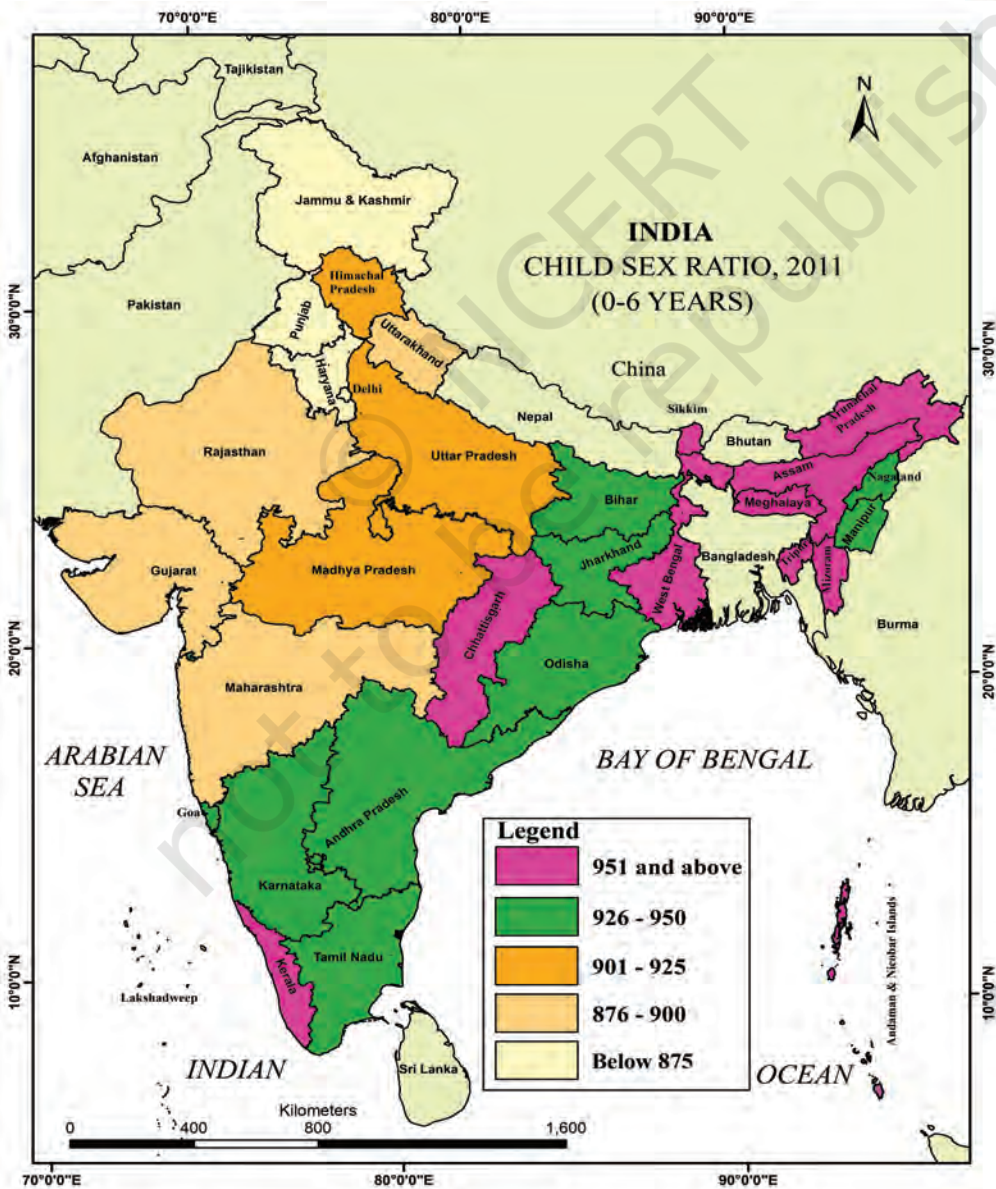 70°0'0"E
80°0'0"E
90°0'0"E
Tajikistan
N
Afghanistan
Jammu & Kashmir
INDIA
CHILD SEX RATIO, 2011
(0-6 YEARS)
Himachal
Pradesh
Pakistan
30°0'0"N
30°0'0"N
Punjab
Uttarakhand
Haryana
China
Delhi
Nepal
Sikkim
Arunachal
Pradesh
Bhutan
Rajasthan
Uttar Pradesh
Assam
Nagaland
Bihar
Meghalaya
Manipur
Jharkhand
Bangladesh
Tripura
Mizoram
Gujarat
Madhya Pradesh
West Bengal
Chhattisgarh
Burma
20°0'0"N
20°0'0"N
Odisha
Maharashtra
ARABIAN
SEA
BAY OF BENGAL
Goa
Andhra Pradesh
Karnataka
Tamil Nadu
Kerala
Lakshadweep
Andaman & Nicobar Islands
10°0'0"N
10°0'0"N
Legend
951 and above
926 - 950
901 - 925
876 - 900
Below 875
Sri Lanka
INDIAN
OCEAN
Kilometers
0
400
800
1,600
70°0'0"E
80°0'0"E
90°0'0"E
© NCERT
not to be republish